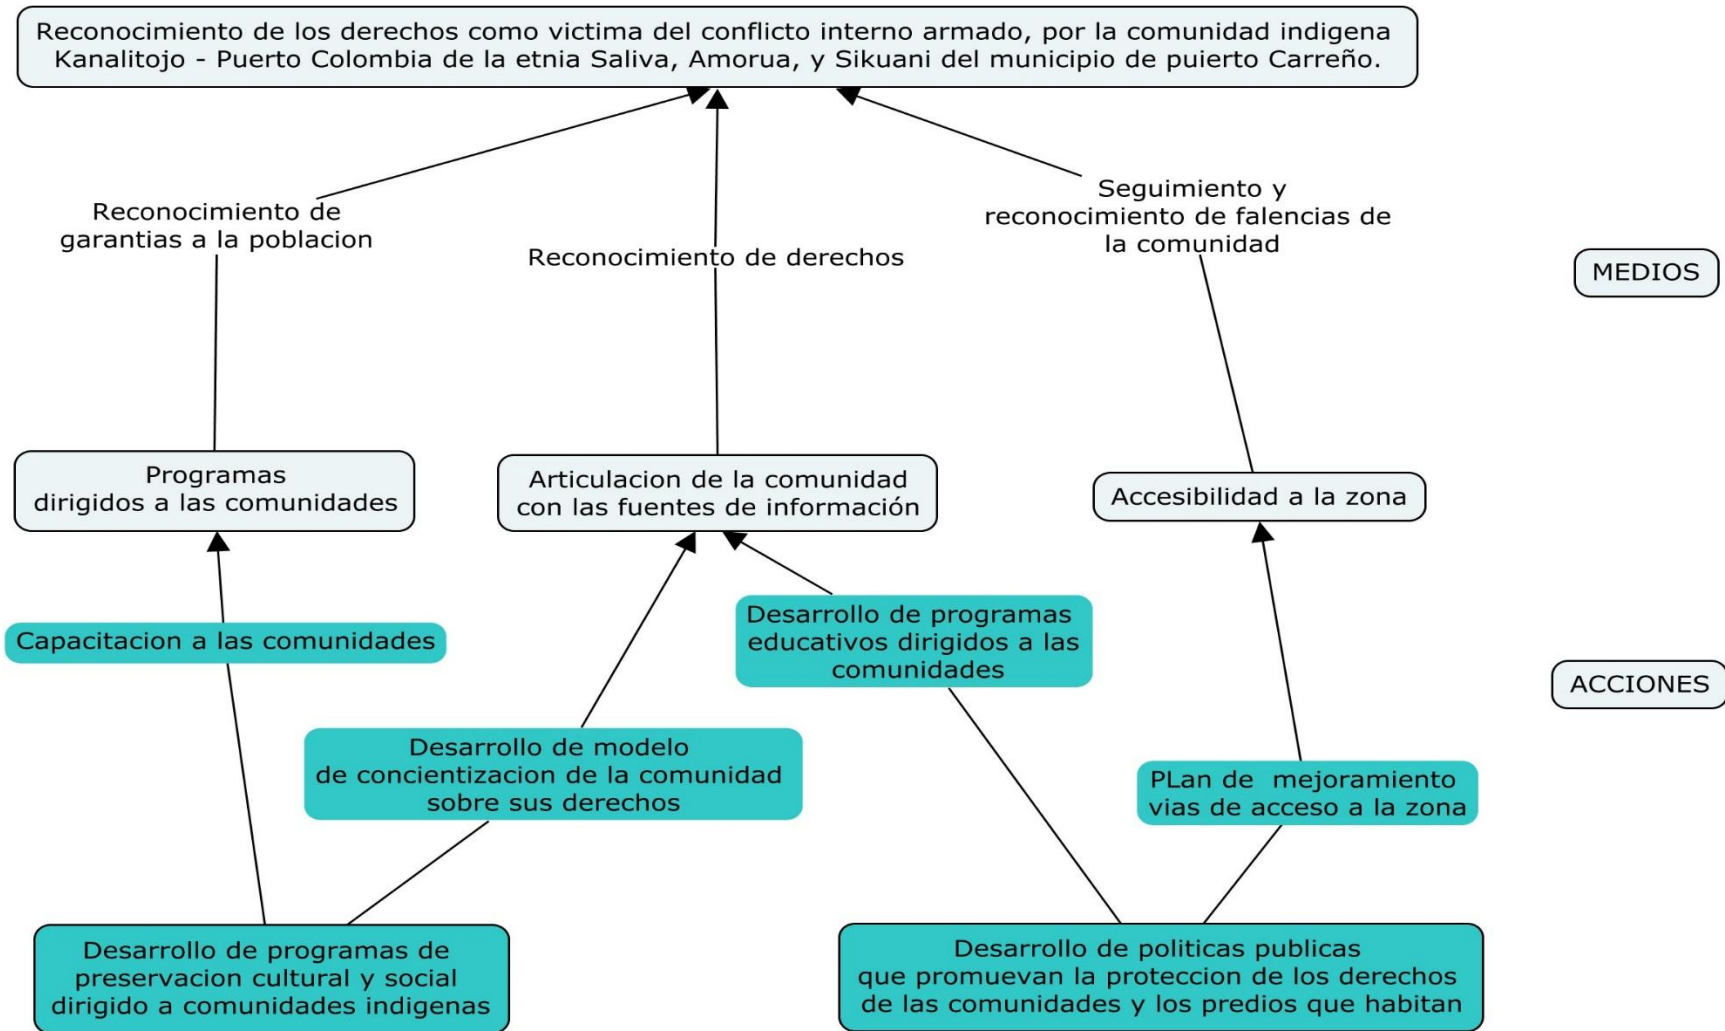 Reconocimiento de los derechos como victima del conflicto interno armado, por la comunidad indigena
Kanalitojo - Puerto Colombia de la etnia Saliva, Amorua, y Sikuani del municipio de puierto Carreño.
Reconocimiento de
garantias a la poblacion
Reconocimiento de derechos
Seguimiento y
reconocimiento de falencias de
la comunidad
MEDIOS
Programas
dirigidos a las comunidades
Articulacion de la comunidad
con las fuentes de información
Accesibilidad a la zona
Capacitacion a las comunidades
Desarrollo de programas
educativos dirigidos a las
comunidades
ACCIONES
Desarrollo de modelo
de concientizacion de la comunidad
sobre sus derechos
PLan de mejoramiento
vias de acceso a la zona
Desarrollo de programas de
preservacion cultural y social
dirigido a comunidades indigenas
Desarrollo de politicas publicas
que promuevan la proteccion de los derechos
de las comunidades y los predios que habitan